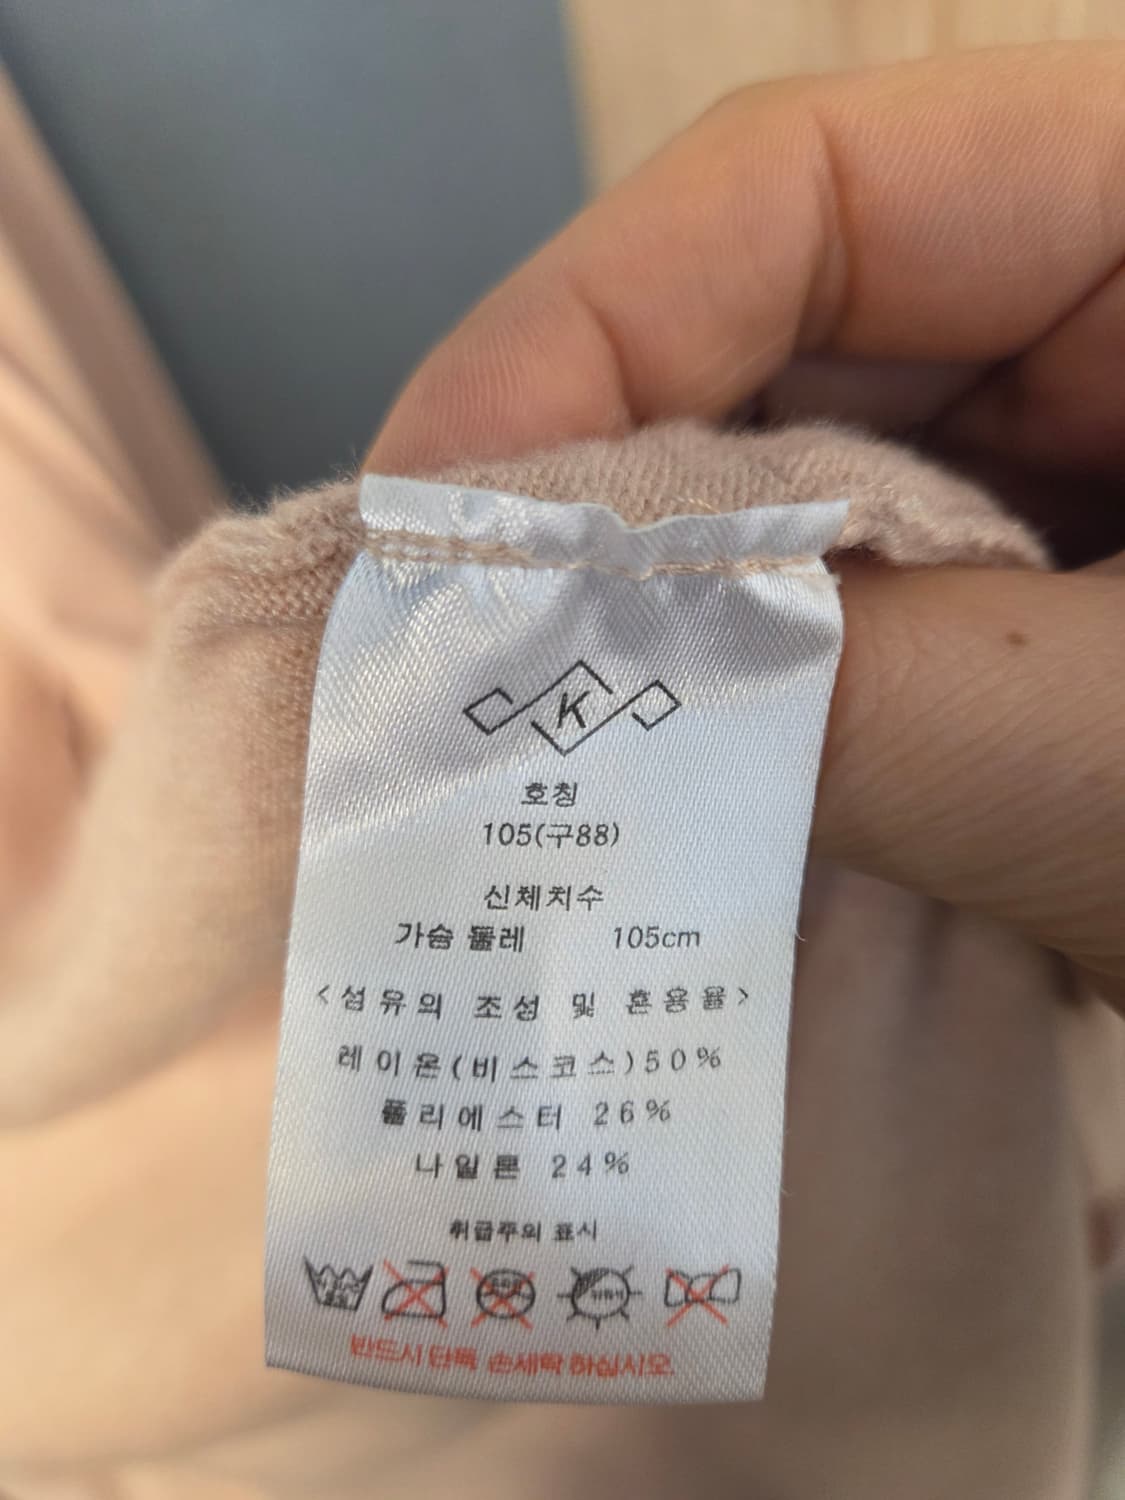 K
호칭
105(구88)
신체치수
가슴 둘레 105cm
<섬유의 조성 및 혼용율>
레이온(비스코스)50%
폴리에스터 26%
나일론 24%
취급주의 표시
반드시 단독 손세탁 하십시오